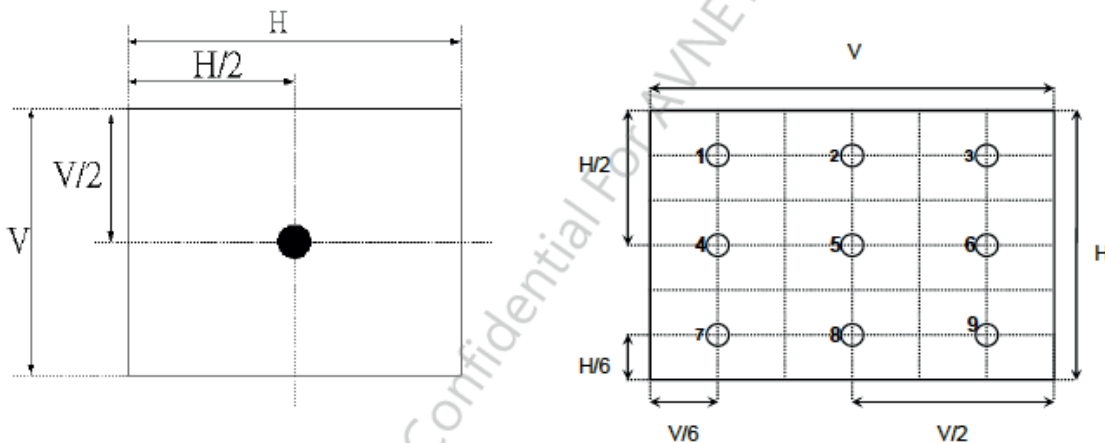 H
H/2
V/2
V
Confidential For AVNET
V
H/2
H
H/6
V/6
V/2
1
2
3
4
5
6
7
8
9